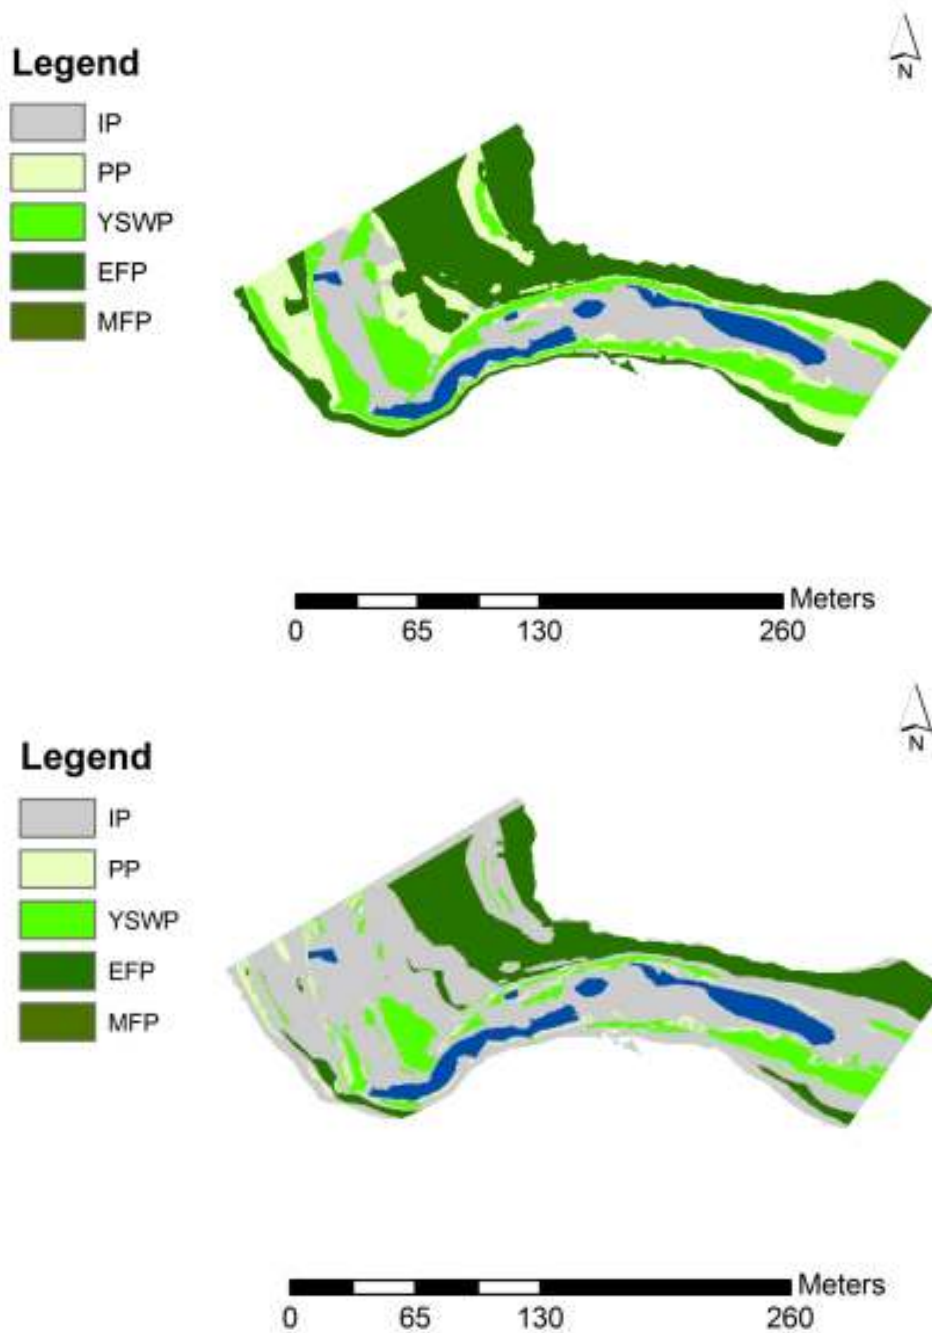 N
Legend
IP
PP
YSWP
EFP
MFP
Meters
0 65 130 260
N
Legend
IP
PP
YSWP
EFP
MFP
Meters
0 65 130 260